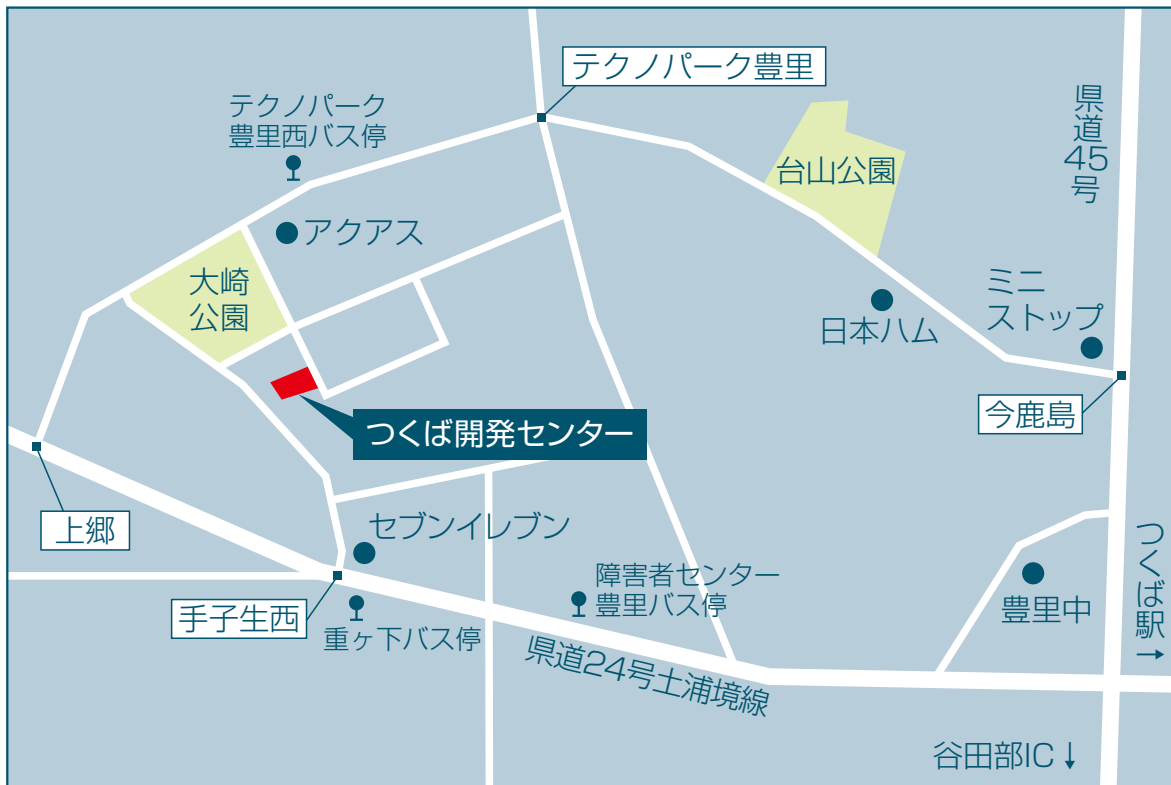 テクノパーク豊里
テクノパーク
豊里西バス停
県道45号
台山公園
アクアス
大崎
公園
ミニ
ストップ
日本ハム
今鹿島
つくば開発センター
上郷
セブンイレブン
つくば駅→
障害者センター
豊里バス停
豊里中
手子生西
重ヶ下バス停
県道24号土浦境線
谷田部IC↓